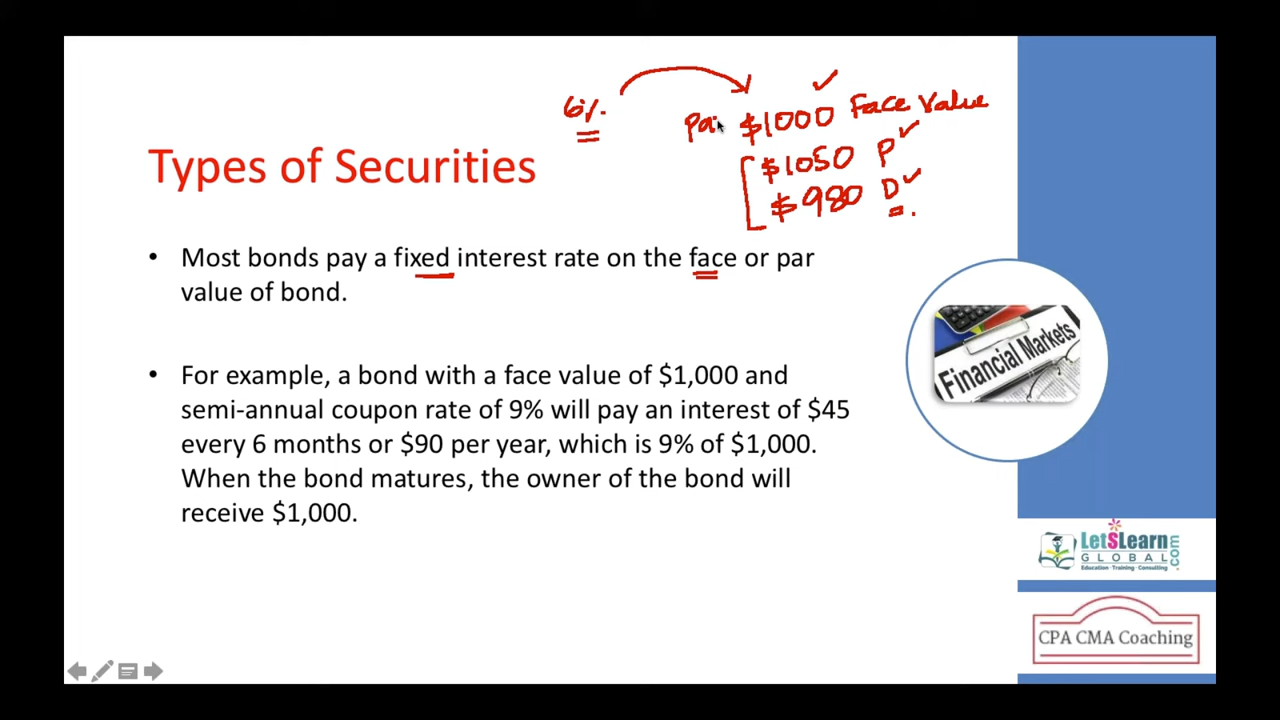 6%
Par $1000 Face Value
$1050 P
$980 D
Types of Securities
• Most bonds pay a fixed interest rate on the face or par
value of bond.
• For example, a bond with a face value of $1,000 and
semi-annual coupon rate of 9% will pay an interest of $45
every 6 months or $90 per year, which is 9% of $1,000.
When the bond matures, the owner of the bond will
receive $1,000.
Financial Markets
LetSLearn
GLOBAL.com
Education - Training - Consulting
CPA CMA Coaching